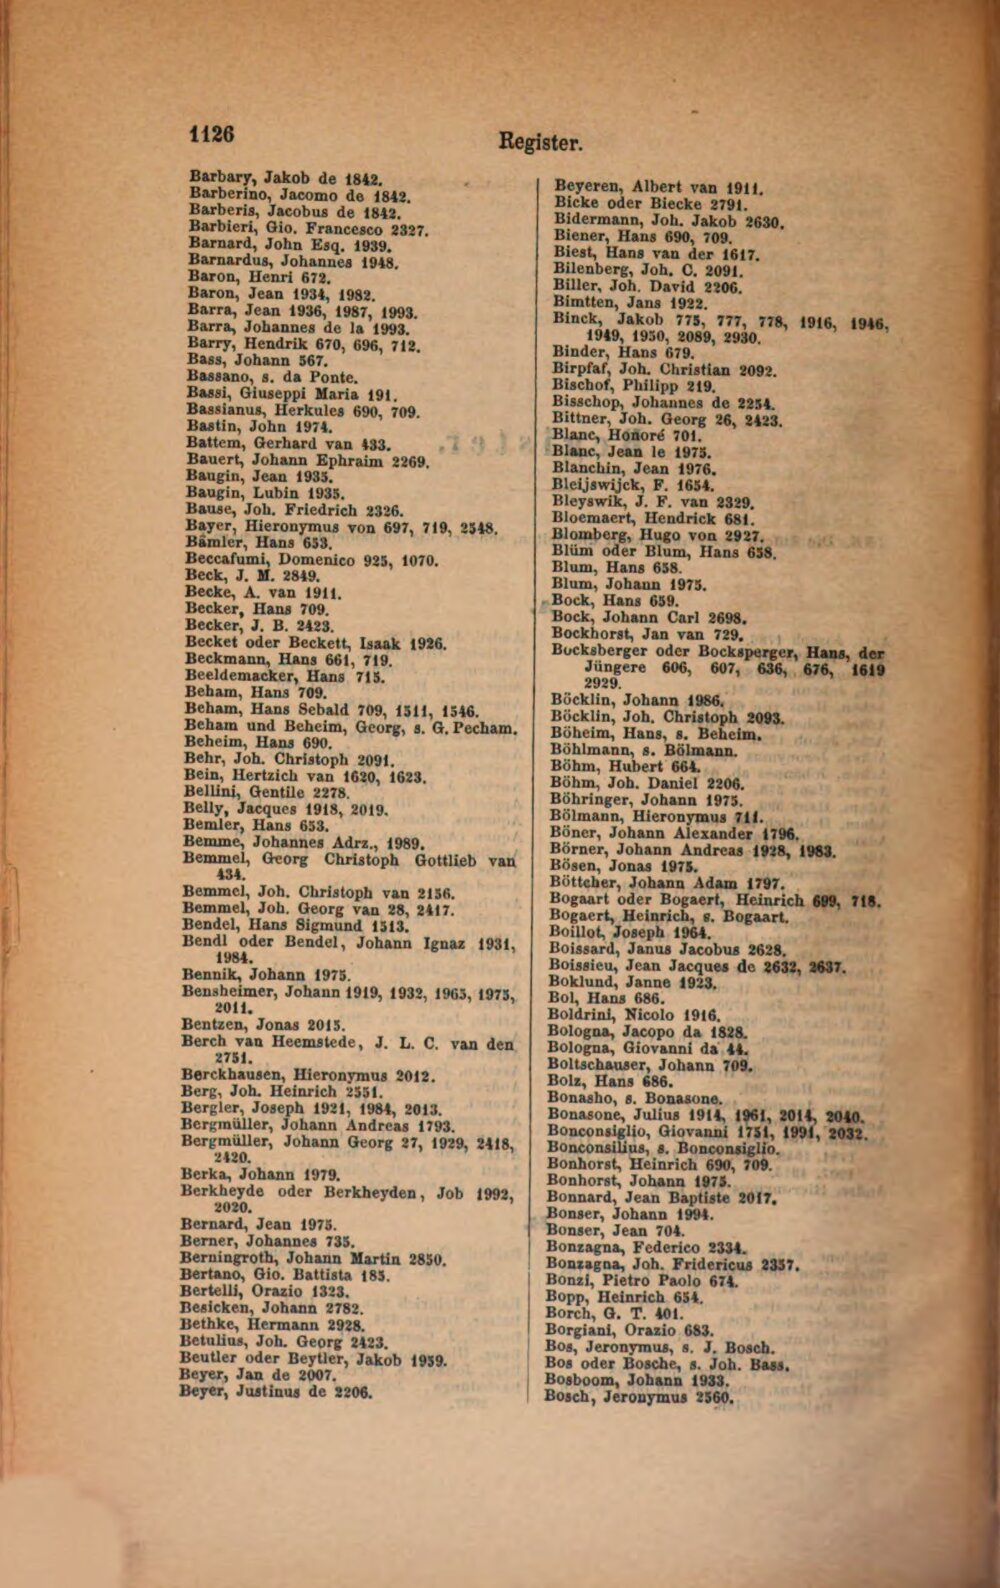 1126
Register.
Barbary, Jakob de 1842.
Barberino, Jacomo de 1842.
Barberis, Jacobus de 1842.
Barbieri, Gio. Francesco 2327.
Barnard, John Esq. 1939.
Barnardus, Johannes 1948.
Baron, Henri 672.
Baron, Jean 1934, 1982.
Barra, Jean 1936, 1987, 1993.
Barra, Johannes de la 1993.
Barry, Hendrik 670, 696, 712.
Bass, Johann 567.
Bassano, s. da Ponte.
Bassi, Giuseppi Maria 191.
Bassianus, Herkules 690, 709.
Bastin, John 1974.
Battem, Gerhard van 433.
Bauert, Johann Ephraim 2269.
Baugin, Jean 1935.
Baugin, Lubin 1935.
Bause, Joh. Friedrich 2326.
Bayer, Hieronymus von 697, 719, 2548.
Bämler, Hans 653.
Beccafumi, Domenico 925, 1070.
Beck, J. M. 2849.
Becke, A. van 1911.
Becker, Hans 709.
Becker, J. B. 2423.
Becket oder Beckett, Isaak 1926.
Beckmann, Hans 661, 719.
Beeldemacker, Hans 715.
Beham, Hans 709.
Beham, Hans Sebald 709, 1511, 1546.
Beham und Beheim, Georg, s. G. Pecham.
Beheim, Hans 690.
Behr, Joh. Christoph 2091.
Bein, Hertzich van 1620, 1623.
Bellini, Gentile 2278.
Belly, Jacques 1918, 2019.
Bemler, Hans 653.
Bemme, Johannes Adrz., 1989.
Bemmel, Georg Christoph Gottlieb van
434.
Bemmel, Joh. Christoph van 2156.
Bemmel, Joh. Georg van 28, 2417.
Bendel, Hans Sigmund 1513.
Bendl oder Bendel, Johann Ignaz 1931,
1984.
Bennik, Johann 1975.
Bensheimer, Johann 1919, 1932, 1965, 1975,
2011.
Bentzen, Jonas 2015.
Berch van Heemstede, J. L. C. van den
2751.
Berckhausen, Hieronymus 2012.
Berg, Joh. Heinrich 2551.
Bergler, Joseph 1921, 1984, 2013.
Bergmüller, Johann Andreas 1793.
Bergmüller, Johann Georg 27, 1929, 2418,
2420.
Berka, Johann 1979.
Berkheyde oder Berkheyden, Job 1992,
2020.
Bernard, Jean 1975.
Berner, Johannes 735.
Berningroth, Johann Martin 2850.
Bertano, Gio. Battista 185.
Bertelli, Orazio 1323.
Besicken, Johann 2782.
Bethke, Hermann 2928.
Betulius, Joh. Georg 2423.
Beutler oder Beytler, Jakob 1959.
Beyer, Jan de 2007.
Beyer, Justinus de 2206.
Beyeren, Albert van 1911.
Bicke oder Biecke 2791.
Bidermann, Joh. Jakob 2630.
Biener, Hans 690, 709.
Biest, Hans van der 1617.
Bilenberg, Joh. C. 2091.
Biller, Joh. David 2206.
Bimtten, Jans 1922.
Binck, Jakob 775, 777, 778, 1916, 1946,
1949, 1950, 2089, 2930.
Binder, Hans 679.
Birpfaf, Joh. Christian 2092.
Bischof, Philipp 219.
Bisschop, Johannes de 2254.
Bittner, Joh. Georg 26, 2423.
Blanc, Honoré 701.
Blanc, Jean le 1975.
Blanchin, Jean 1976.
Bleijswijck, F. 1654.
Bleyswik, J. F. van 2329.
Bloemaert, Hendrick 681.
Blomberg, Hugo von 2927.
Blüm oder Blum, Hans 658.
Blum, Hans 658.
Blum, Johann 1975.
Bock, Hans 659.
Bock, Johann Carl 2698.
Bockhorst, Jan van 729.
Bocksberger oder Bocksperger, Hans, der
Jüngere 606, 607, 636, 676, 1619
2929.
Böcklin, Johann 1986.
Böcklin, Joh. Christoph 2093.
Böheim, Hans, s. Beheim.
Böhlmann, s. Bölmann.
Böhm, Hubert 664.
Böhm, Joh. Daniel 2206.
Böhringer, Johann 1975.
Bölmann, Hieronymus 711.
Böner, Johann Alexander 1796.
Börner, Johann Andreas 1928, 1983.
Bösen, Jonas 1975.
Böttcher, Johann Adam 1797.
Bogaart oder Bogaert, Heinrich 699, 718.
Bogaert, Heinrich, s. Bogaart.
Boillot, Joseph 1964.
Boissard, Janus Jacobus 2628.
Boissieu, Jean Jacques de 2632, 2637.
Boklund, Janne 1923.
Bol, Hans 686.
Boldrini, Nicolo 1916.
Bologna, Jacopo da 1828.
Bologna, Giovanni da 44.
Boltschauser, Johann 709.
Bolz, Hans 686.
Bonasho, s. Bonasone.
Bonasone, Julius 1914, 1961, 2014, 2040.
Bonconsiglio, Giovanni 1751, 1991, 2032.
Bonconsilius, s. Bonconsiglio.
Bonhorst, Heinrich 690, 709.
Bonhorst, Johann 1975.
Bonnard, Jean Baptiste 2017.
Bonser, Johann 1994.
Bonser, Jean 704.
Bonzagna, Federico 2334.
Bonzagna, Joh. Fridericus 2357.
Bonzi, Pietro Paolo 674.
Bopp, Heinrich 654.
Borch, G. T. 401.
Borgiani, Orazio 683.
Bos, Jeronymus, s. J. Bosch.
Bos oder Bosche, s. Joh. Bass.
Bosboom, Johann 1933.
Bosch, Jeronymus 2560.